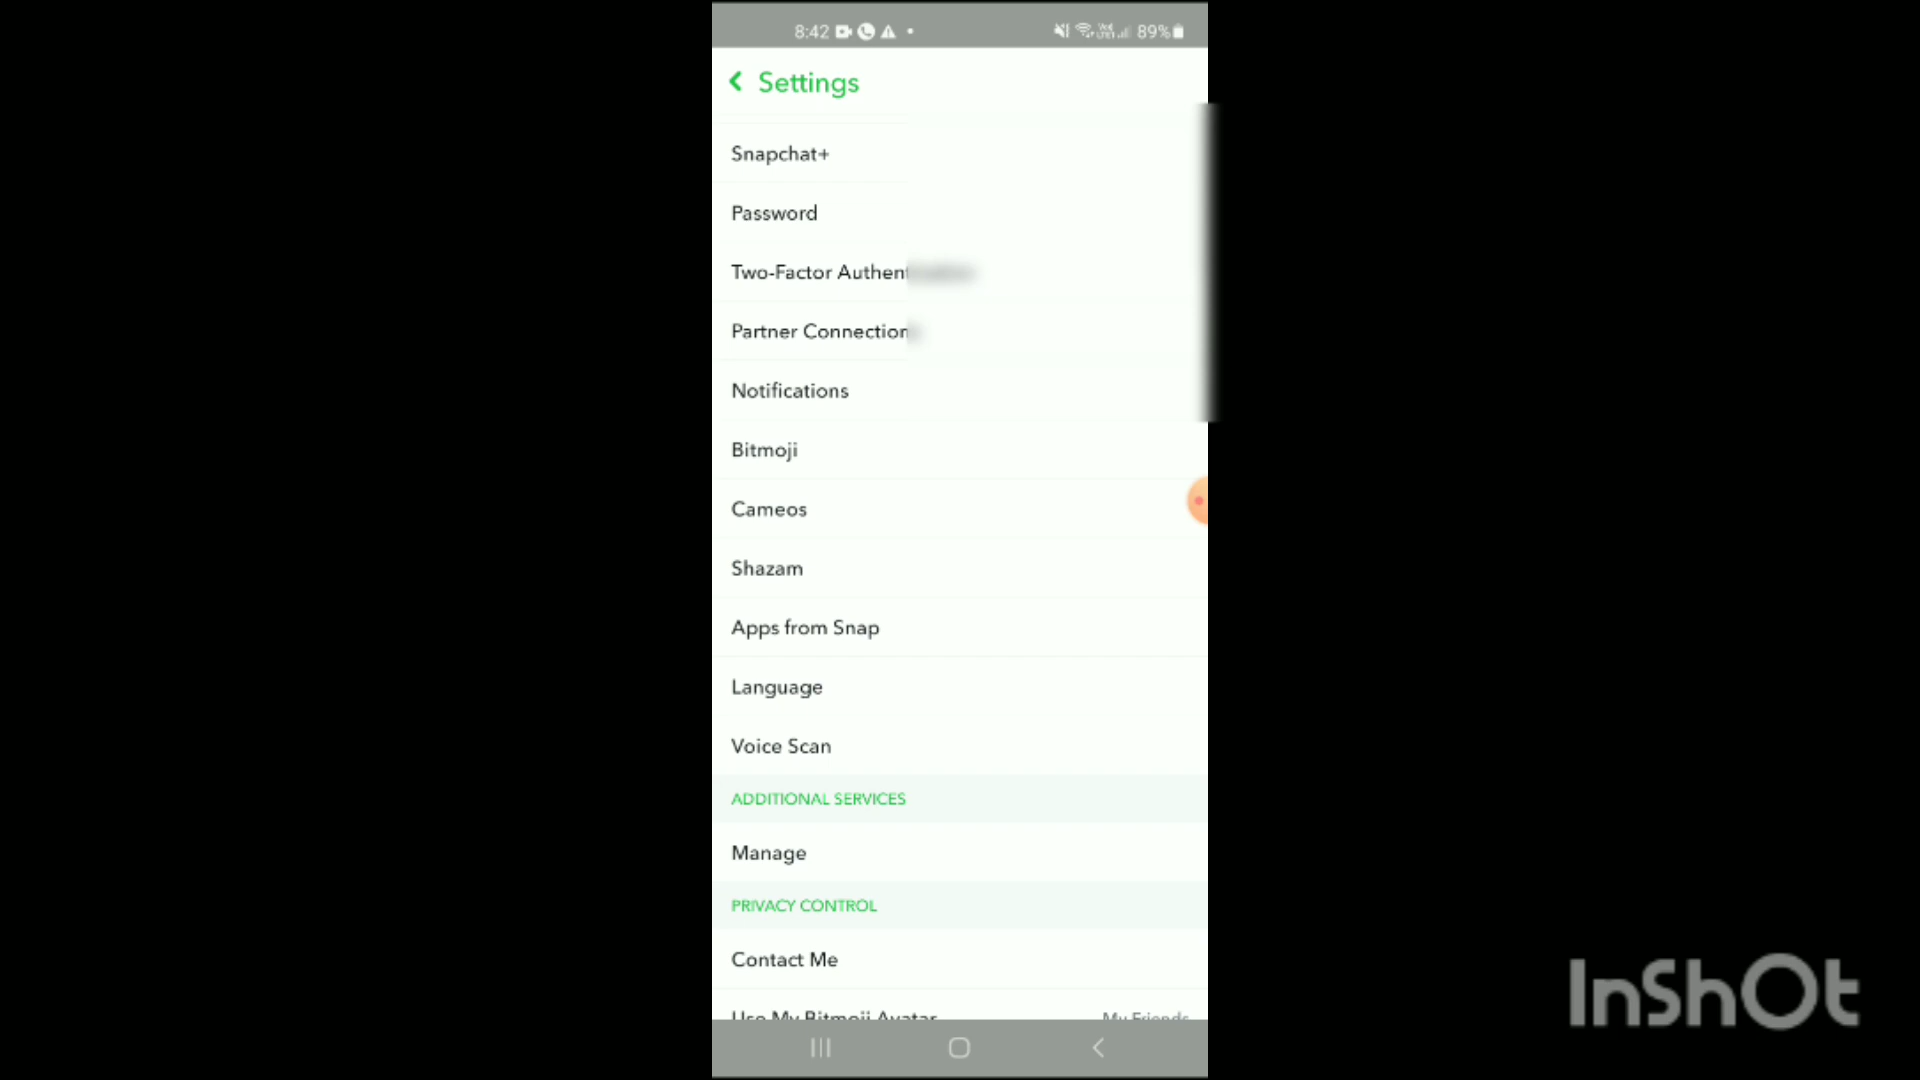 8:42 89%
Settings
Snapchat+
Password
Two-Factor Authent
Partner Connection
Notifications
Bitmoji
Cameos
Shazam
Apps from Snap
Language
Voice Scan
ADDITIONAL SERVICES
Manage
PRIVACY CONTROL
Contact Me
Use My Bitmoji Avatar My Friends
InShOt